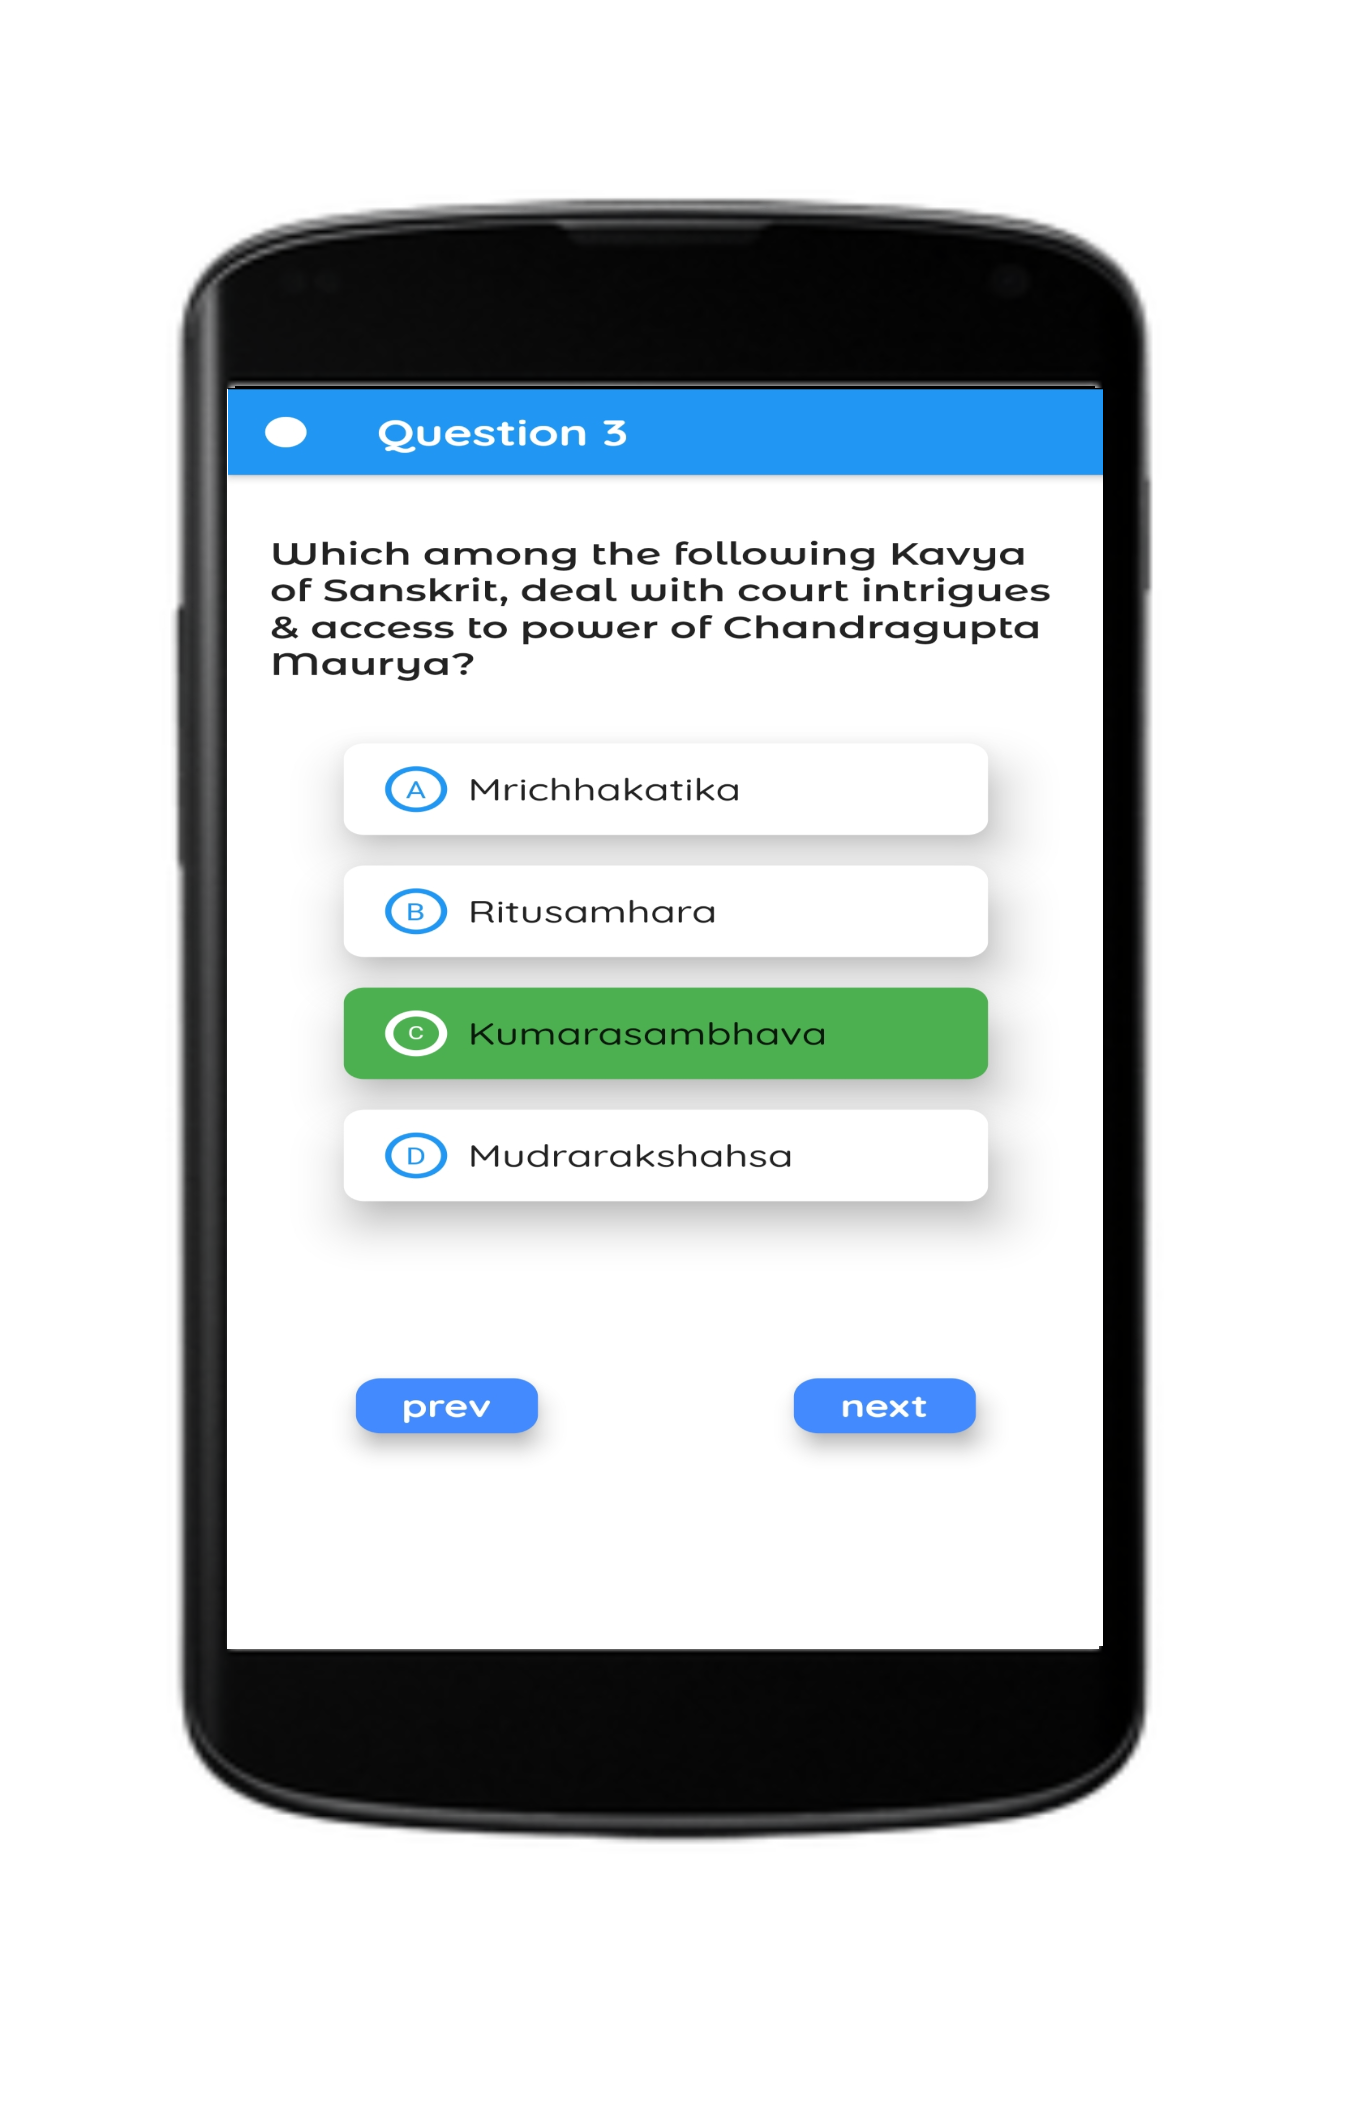 Question 3
Which among the following Kavya
of Sanskrit, deal with court intrigues
& access to power of Chandragupta
Maurya?
A Mrichhakatika
B Ritusamhara
C Kumarasambhava
D Mudrarakshahsa
prev next